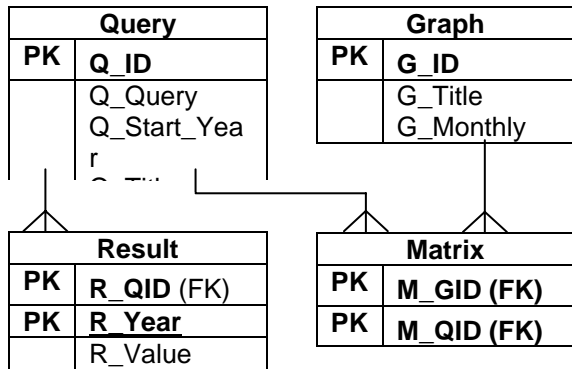 Query
PK Q_ID
Q_Query
Q_Start_Yea
r
Graph
PK G_ID
G_Title
G_Monthly
Result
PK R_QID (FK)
PK R_Year
R_Value
Matrix
PK M_GID (FK)
PK M_QID (FK)